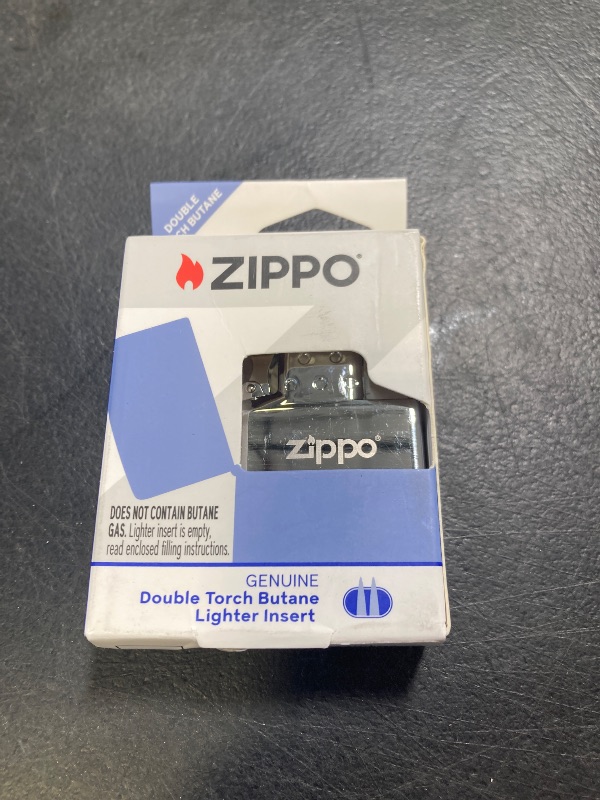 DOUBLE
BUTANE
ZIPPO®
zippo®
DOES NOT CONTAIN BUTANE
GAS. Lighter insert is empty,
read enclosed filling instructions.
GENUINE
Double Torch Butane
Lighter Insert